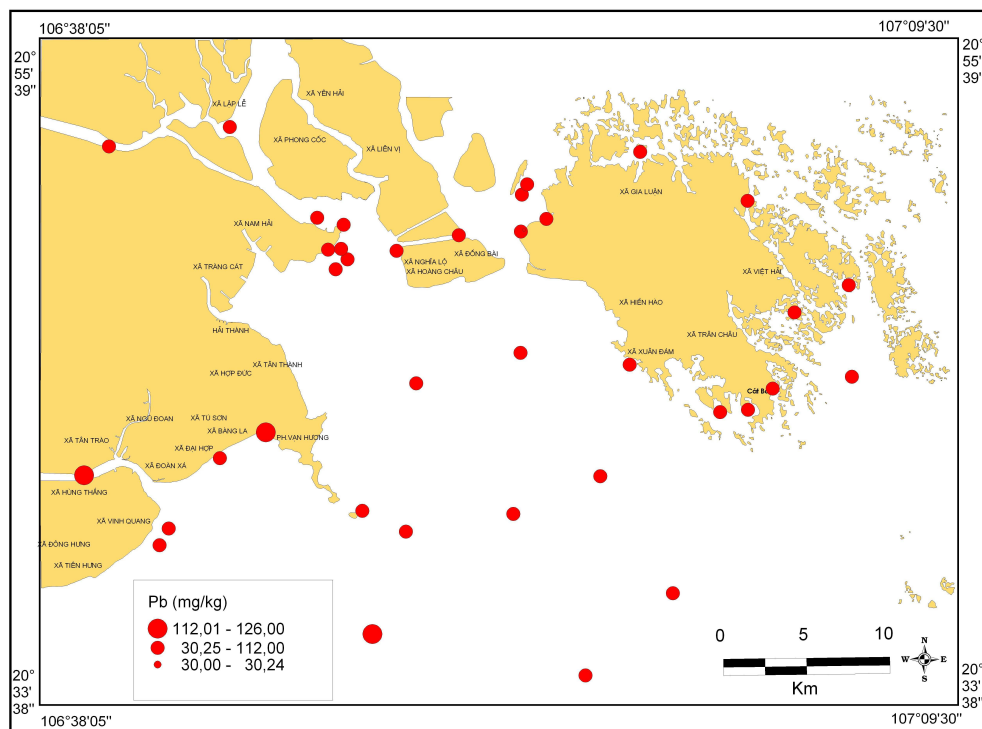 106°38'05"
107°09'30"
20°
55'
39"
20°
55'
39"
XÃ YÊN HẢI
XÃ LẬP LỄ
XÃ PHONG CỐC
XÃ LIÊN VỊ
XÃ GIA LUẬN
XÃ NAM HẢI
XÃ ĐỒNG BÀI
XÃ NGHĨA LỘ
XÃ HOÀNG CHÂU
XÃ TRÀNG CÁT
XÃ VIỆT HẢI
XÃ HIỀN HÀO
HẢI THÀNH
XÃ TRÂN CHÂU
XÃ XUÂN ĐÁM
XÃ TÂN THÀNH
XÃ HỢP ĐỨC
XÃ NGŨ ĐOAN
XÃ TÚ SƠN
XÃ BÀNG LA
XÃ TÂN TRÀO
XÃ ĐẠI HỢP
PH.VẠN HƯƠNG
XÃ ĐOÀN XÁ
XÃ HÙNG THẮNG
XÃ VINH QUANG
XÃ ĐÔNG HƯNG
XÃ TIÊN HƯNG
Pb (mg/kg)
112,01 - 126,00
30,25 - 112,00
30,00 - 30,24
0 5 10
Km
N
W E
S
20°
33'
38"
20°
33'
38"
106°38'05"
107°09'30"